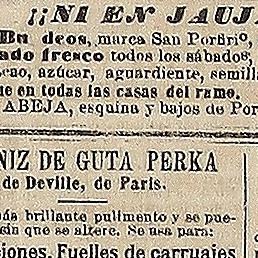 ¡¡NI EN JAUJ
Bu deos, marca San Porfirio,
ado fresco todos los sábados,
cao, azúcar, aguardiente, semill
ue en todas las casas del ramo.
ABEJA, esquina y bajos de Por
NIZ DE GUTA PERKA
de Deville, de Paris.
más brillante pulimento y se pue-
sin que se altere. Se usa para:
ciones, Fuelles de carruajes